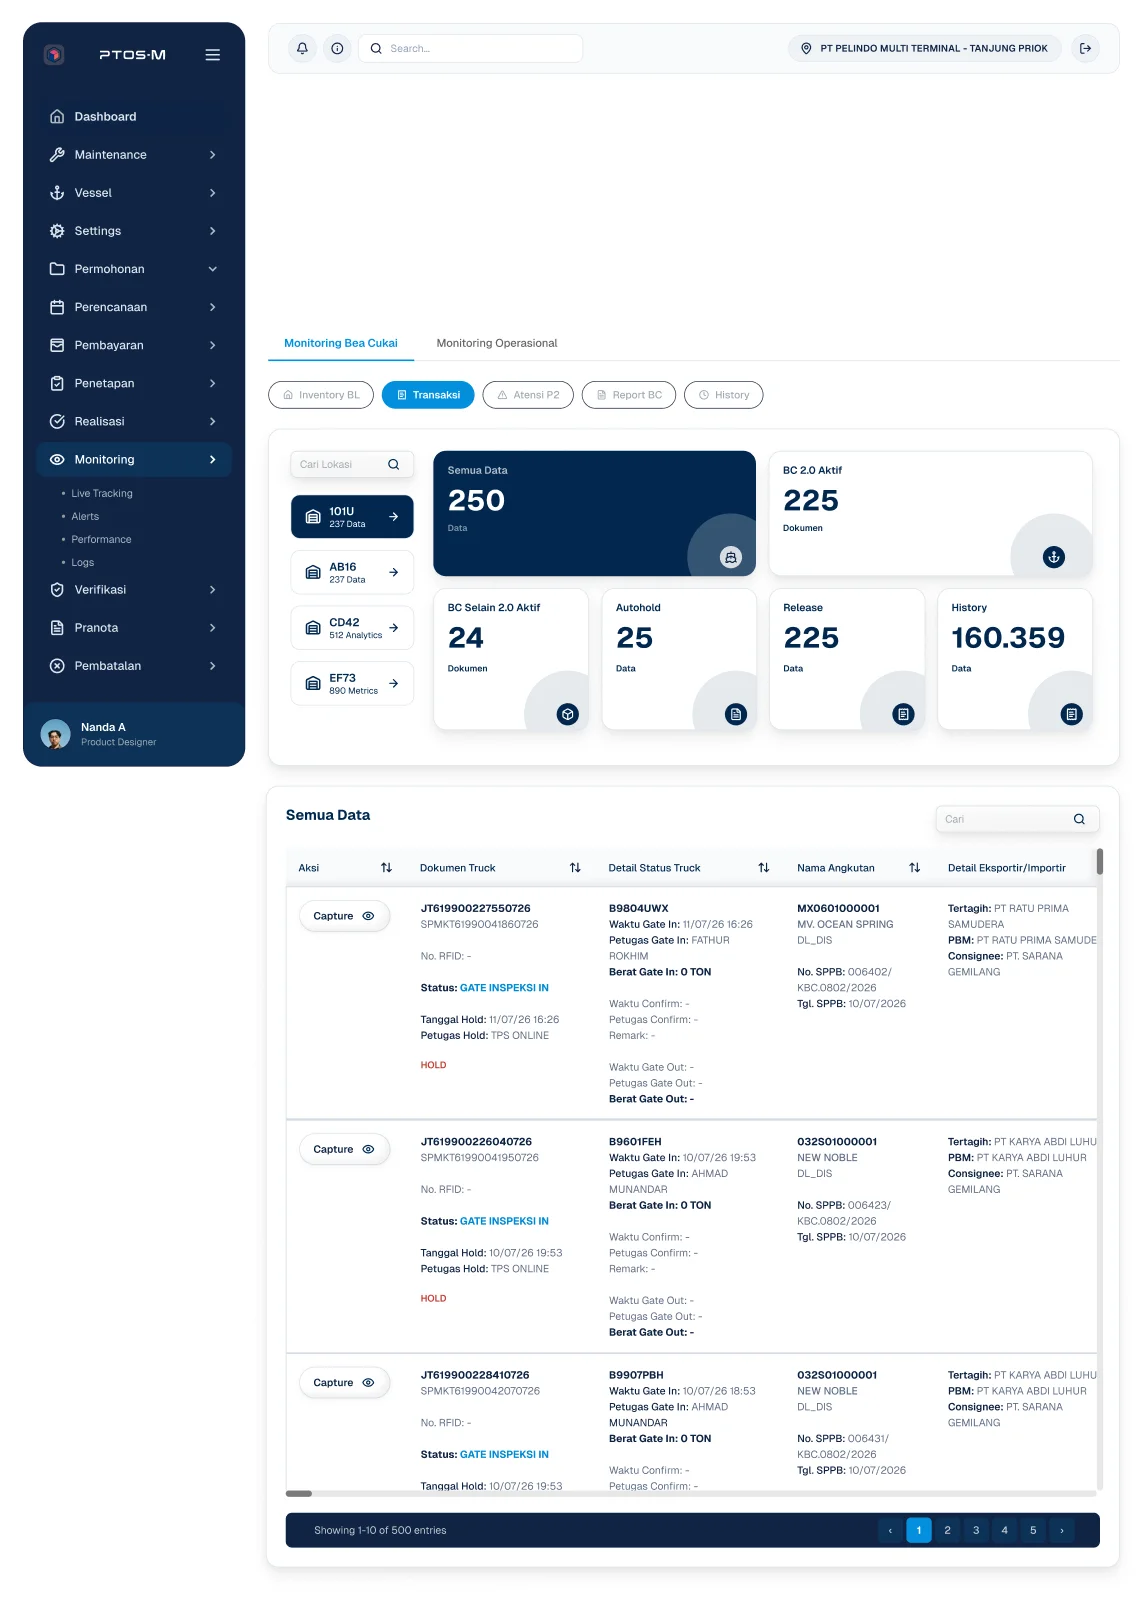 PTOS-M
Dashboard
Maintenance
Vessel
Settings
Permohonan
Perencanaan
Pembayaran
Penetapan
Realisasi
Monitoring
• Live Tracking
• Alerts
• Performance
• Logs
Verifikasi
Pranota
Pembatalan
Nanda A
Product Designer
Search...
PT PELINDO MULTI TERMINAL - TANJUNG PRIOK
Monitoring Bea Cukai
Monitoring Operasional
Inventory BL
Transaksi
Atensi P2
Report BC
History
Cari Lokasi
101U
237 Data
AB16
237 Data
CD42
512 Analytics
EF73
890 Metrics
Semua Data
250
Data
BC 2.0 Aktif
225
Dokumen
BC Selain 2.0 Aktif
24
Dokumen
Autohold
25
Data
Release
225
Data
History
160.359
Data
Semua Data
Cari
Aksi
Dokumen Truck
Detail Status Truck
Nama Angkutan
Detail Eksportir/Importir
Capture
JT619900227550726
SPMKT61990041860726
No. RFID: -
Status: GATE INSPEKSI IN
Tanggal Hold: 11/07/26 16:26
Petugas Hold: TPS ONLINE
HOLD
B9804UWX
Waktu Gate In: 11/07/26 16:26
Petugas Gate In: FATHUR
ROKHIM
Berat Gate In: 0 TON
Waktu Confirm: -
Petugas Confirm: -
Remark: -
Waktu Gate Out: -
Petugas Gate Out: -
Berat Gate Out: -
MX0601000001
MV. OCEAN SPRING
DL_DIS
No. SPPB: 006402/
KBC.0802/2026
Tgl. SPPB: 10/07/2026
Tertagih: PT RATU PRIMA
SAMUDERA
PBM: PT RATU PRIMA SAMUDE
Consignee: PT. SARANA
GEMILANG
Capture
JT619900226040726
SPMKT61990041950726
No. RFID: -
Status: GATE INSPEKSI IN
Tanggal Hold: 10/07/26 19:53
Petugas Hold: TPS ONLINE
HOLD
B9601FEH
Waktu Gate In: 10/07/26 19:53
Petugas Gate In: AHMAD
MUNANDAR
Berat Gate In: 0 TON
Waktu Confirm: -
Petugas Confirm: -
Remark: -
Waktu Gate Out: -
Petugas Gate Out: -
Berat Gate Out: -
032S01000001
NEW NOBLE
DL_DIS
No. SPPB: 006423/
KBC.0802/2026
Tgl. SPPB: 10/07/2026
Tertagih: PT KARYA ABDI LUHU
PBM: PT KARYA ABDI LUHUR
Consignee: PT. SARANA
GEMILANG
Capture
JT619900228410726
SPMKT61990042070726
No. RFID: -
Status: GATE INSPEKSI IN
Tanggal Hold: 10/07/26 19:53
B9907PBH
Waktu Gate In: 10/07/26 18:53
Petugas Gate In: AHMAD
MUNANDAR
Berat Gate In: 0 TON
Waktu Confirm: -
Petugas Confirm: -
032S01000001
NEW NOBLE
DL_DIS
No. SPPB: 006431/
KBC.0802/2026
Tgl. SPPB: 10/07/2026
Tertagih: PT KARYA ABDI LUHU
PBM: PT KARYA ABDI LUHUR
Consignee: PT. SARANA
GEMILANG
Showing 1-10 of 500 entries
‹ 1 2 3 4 5 ›